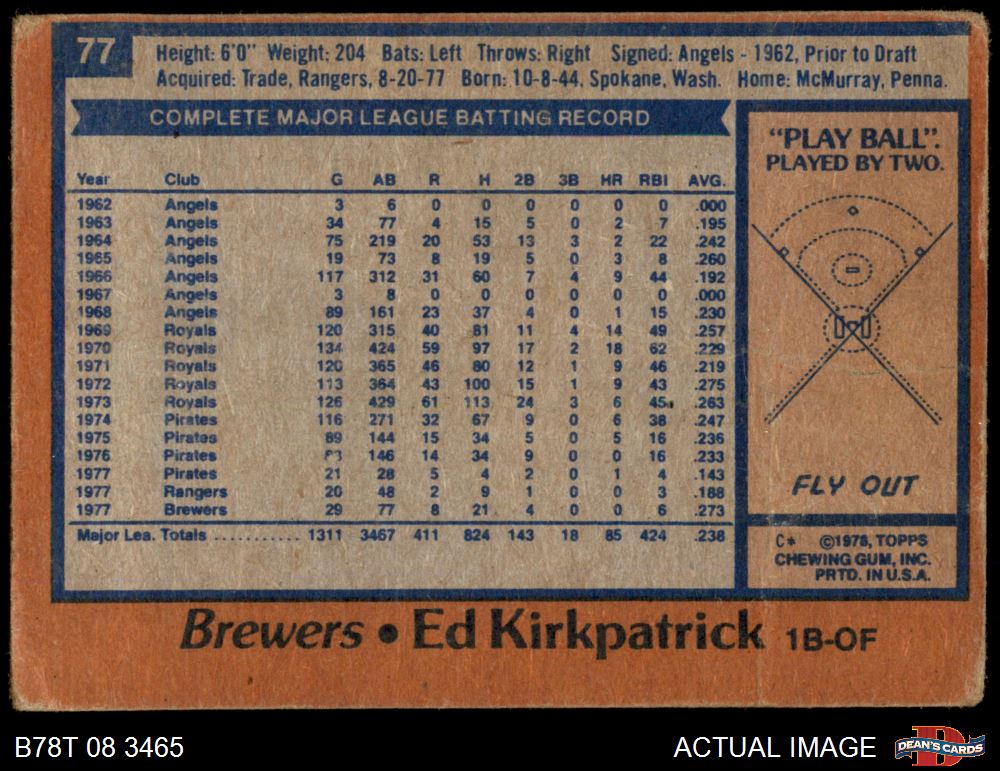 77
Height: 6'0" Weight: 204 Bats: Left Throws: Right Signed: Angels - 1962, Prior to Draft
Acquired: Trade, Rangers, 8-20-77 Born: 10-8-44, Spokane, Wash. Home: McMurray, Penna.
COMPLETE MAJOR LEAGUE BATTING RECORD
Year Club G AB R H 2B 3B HR RBI AVG.
1962 Angels 3 6 0 0 0 0 0 0 .000
1963 Angels 34 77 4 15 5 0 2 7 .195
1964 Angels 75 219 20 53 13 3 2 22 .242
1965 Angels 19 73 8 19 5 0 3 8 .260
1966 Angels 117 312 31 60 7 4 9 44 .192
1967 Angels 3 8 0 0 0 0 0 0 .000
1968 Angels 89 161 23 37 4 0 1 15 .230
1969 Royals 120 315 40 81 11 4 14 49 .257
1970 Royals 134 424 59 97 17 2 18 62 .229
1971 Royals 120 365 46 80 12 1 9 46 .219
1972 Royals 113 364 43 100 15 1 9 43 .275
1973 Royals 126 429 61 113 24 3 6 45 .263
1974 Pirates 116 271 32 67 9 0 6 38 .247
1975 Pirates 89 144 15 34 5 0 5 16 .236
1976 Pirates 146 14 34 9 0 0 16 .233
1977 Pirates 21 28 5 4 2 0 1 4 .143
1977 Rangers 20 48 2 9 1 0 0 3 .188
1977 Brewers 29 77 8 21 4 0 0 6 .273
Major Lea. Totals ........... 1311 3467 411 824 143 18 85 424 .238
"PLAY BALL".
PLAYED BY TWO.
FLY OUT
C* ©1978, TOPPS
CHEWING GUM, INC.
PRTD. IN U.S.A.
Brewers • Ed Kirkpatrick 1B-OF
B78T 08 3465
ACTUAL IMAGE
DEAN'S CARDS